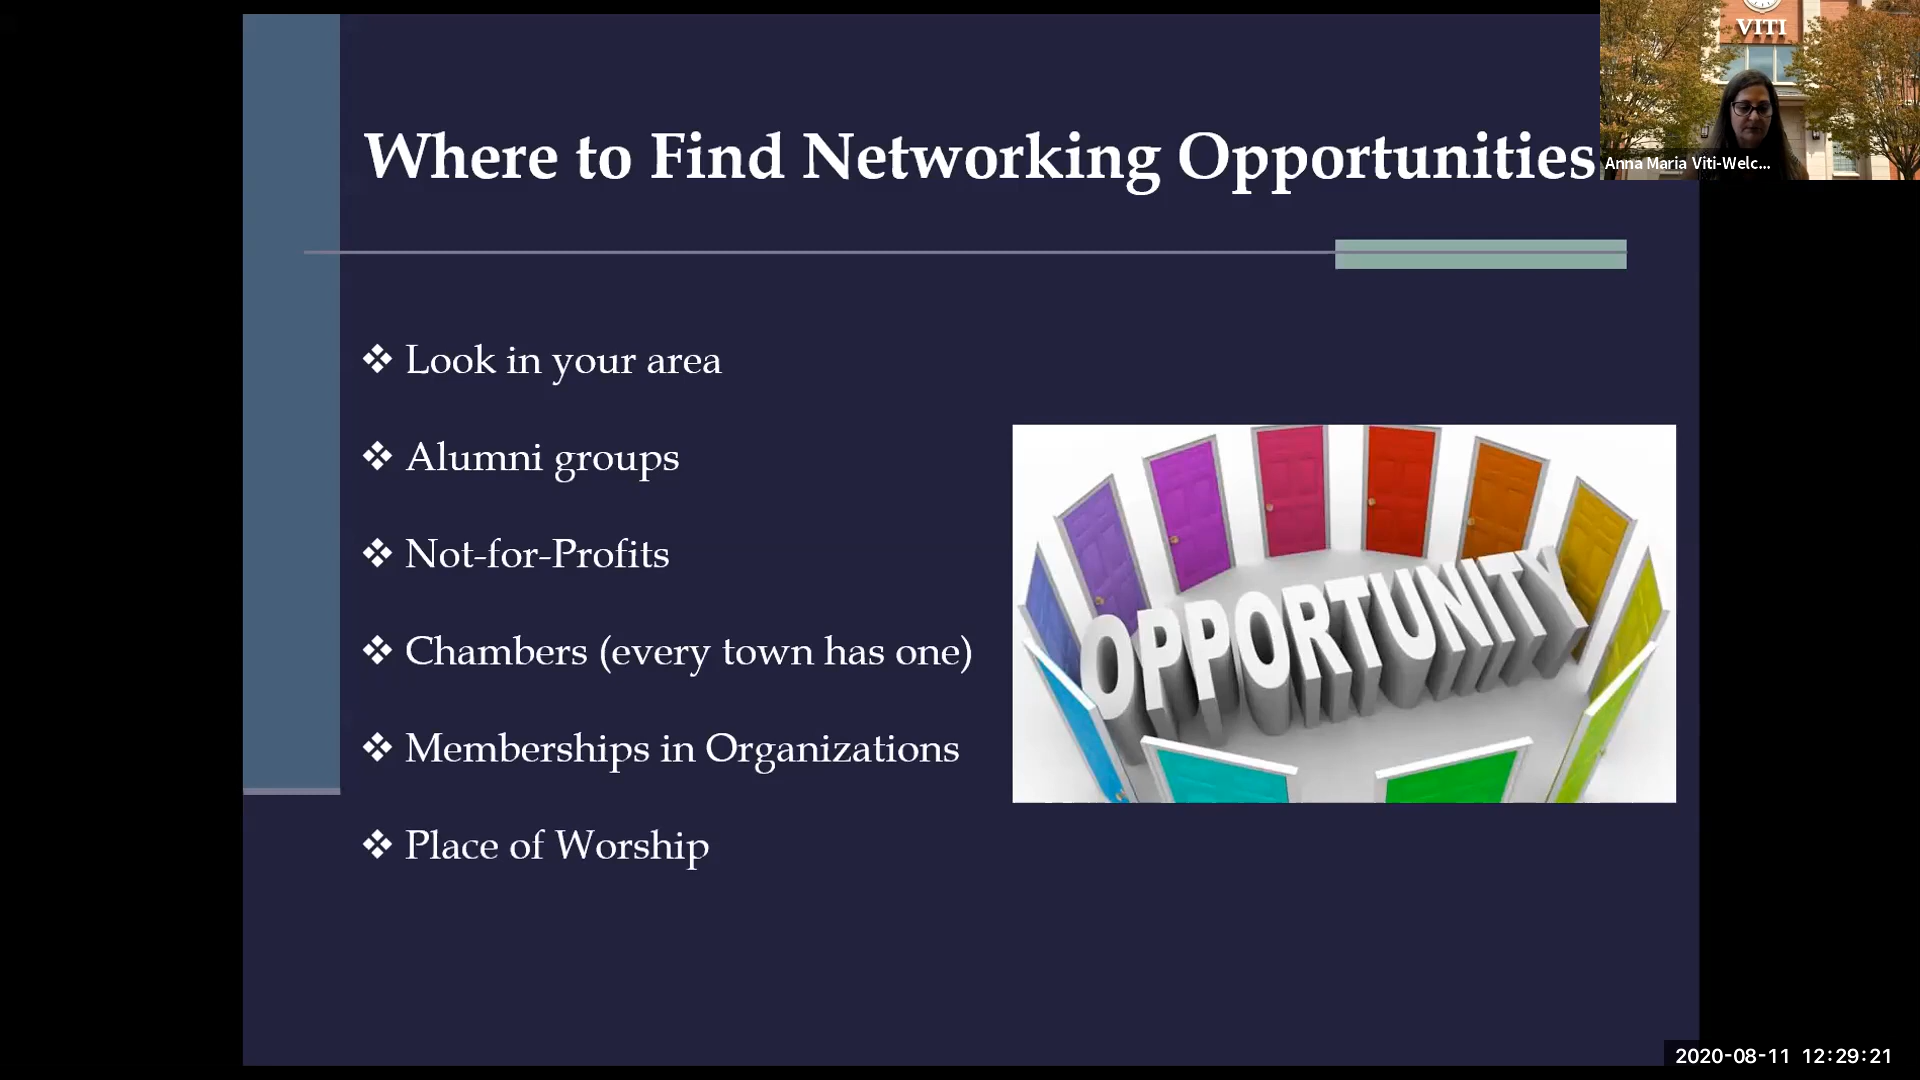 VITI
Where to Find Networking Opportunities
Anna Maria Viti-Welc...
❖ Look in your area
❖ Alumni groups
❖ Not-for-Profits
❖ Chambers (every town has one)
❖ Memberships in Organizations
❖ Place of Worship
OPPORTUNITY
2020-08-11 12:29:21